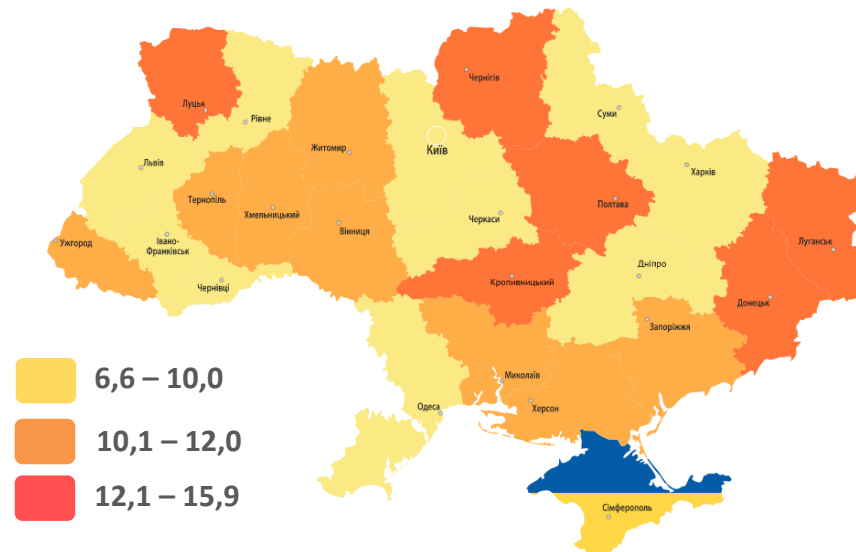 Чернігів
Луцьк
Суми
Рівне
Київ
Житомир
Львів
Харків
Тернопіль
Полтава
Хмельницький
Черкаси
Вінниця
Ужгород
Івано-
Франківськ
Луганськ
Дніпро
Чернівці
Кропивницький
Донецьк
Запоріжжя
6,6 – 10,0
Миколаїв
Херсон
Одеса
10,1 – 12,0
12,1 – 15,9
Сімферополь